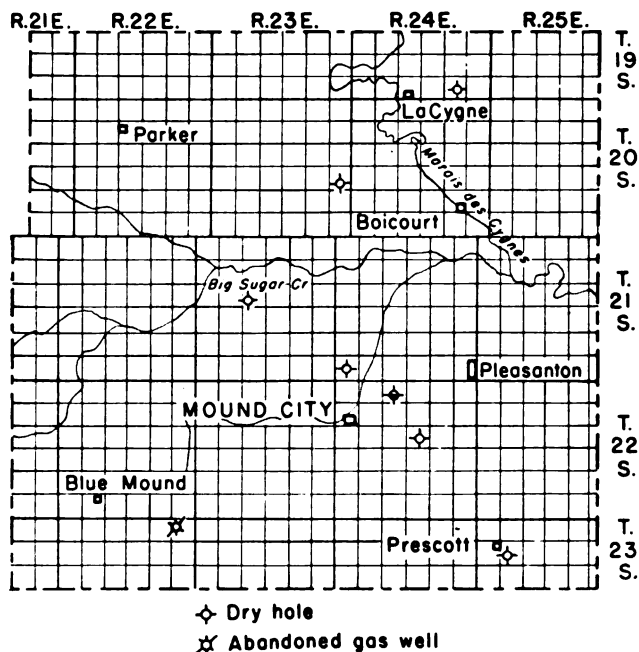 R.21E. R.22E. R.23E. R.24E. R.25E.
T.
19
S.
LaCygne
Parker
T.
20
S.
Marais des Cygnes
Boicourt
Big Sugar-Cr
T.
21
S.
Pleasanton
MOUND CITY
T.
22
S.
Blue Mound
T.
23
S.
Prescott
Dry hole
Abandoned gas well